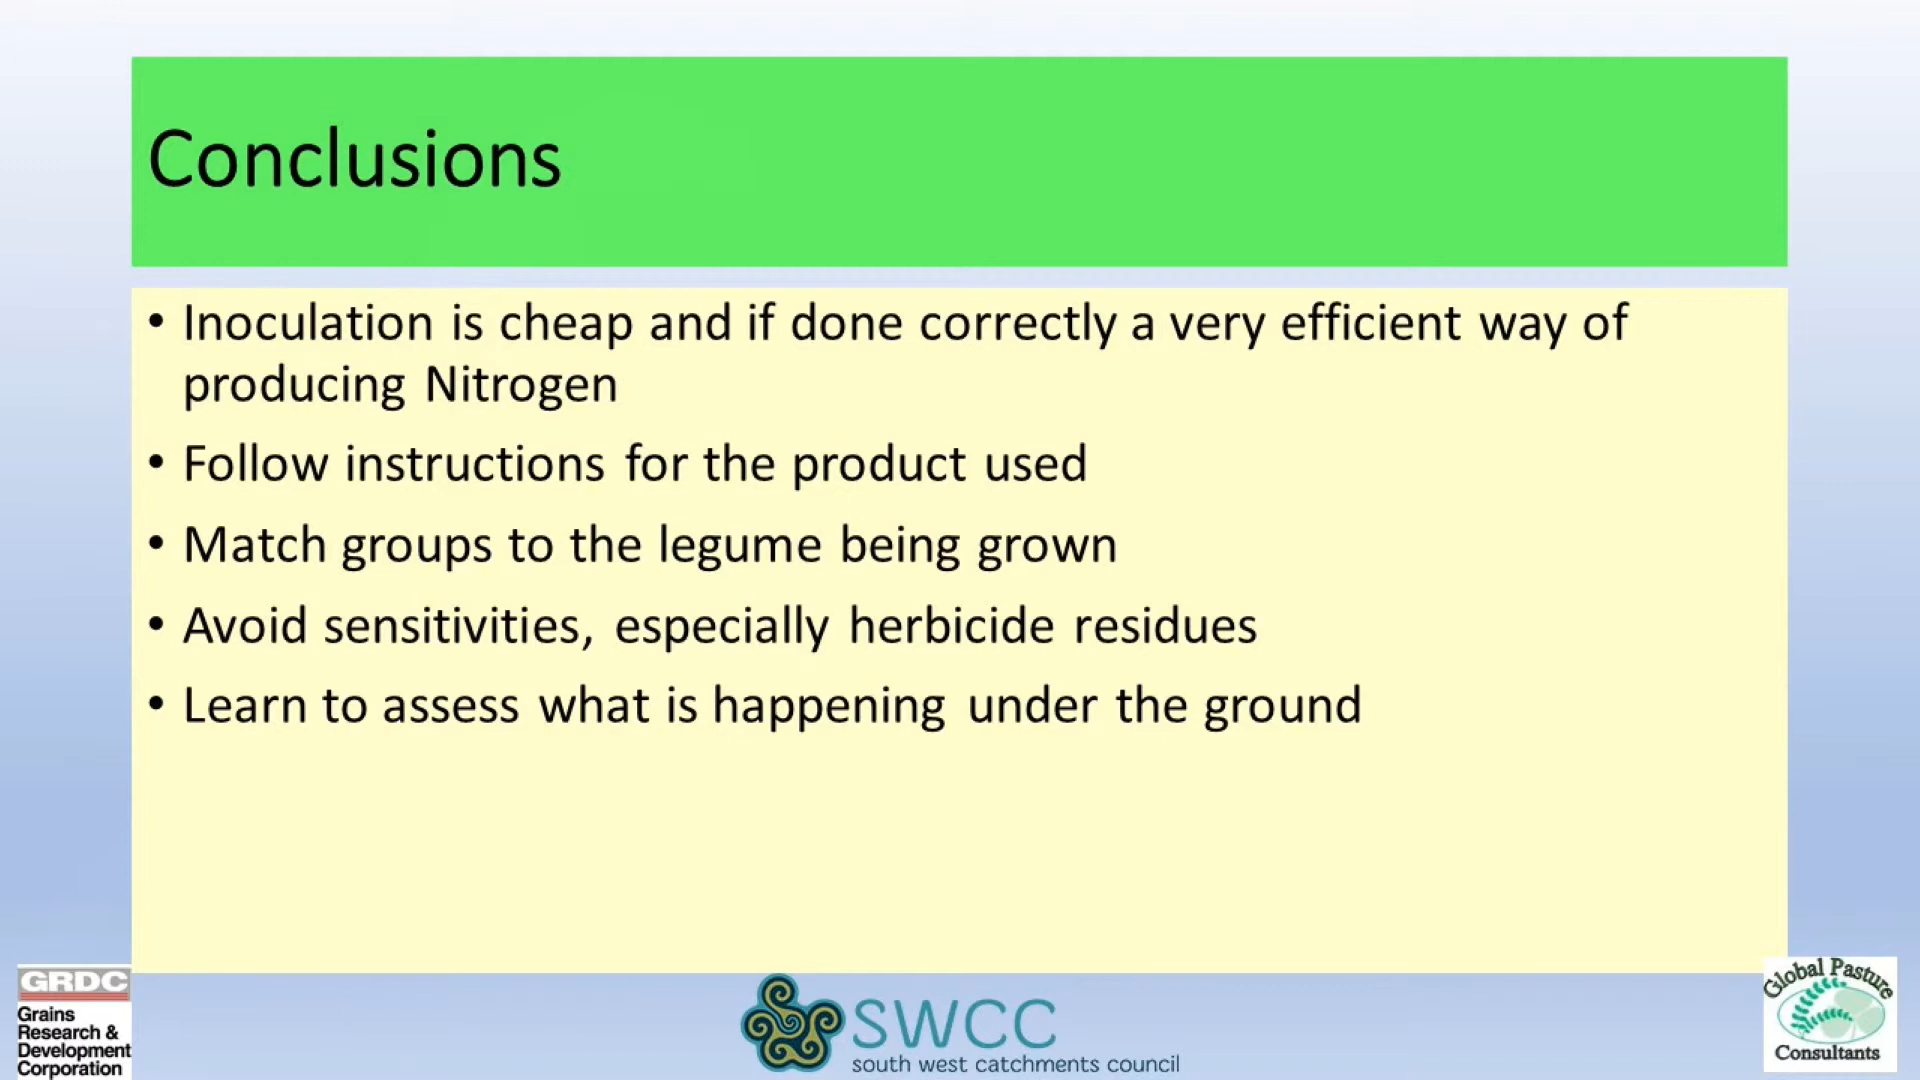 Conclusions
• Inoculation is cheap and if done correctly a very efficient way of
producing Nitrogen
• Follow instructions for the product used
• Match groups to the legume being grown
• Avoid sensitivities, especially herbicide residues
• Learn to assess what is happening under the ground
GRDC
Grains
Research &
Development
Corporation
SWCC
south west catchments council
Global Pasture
Consultants